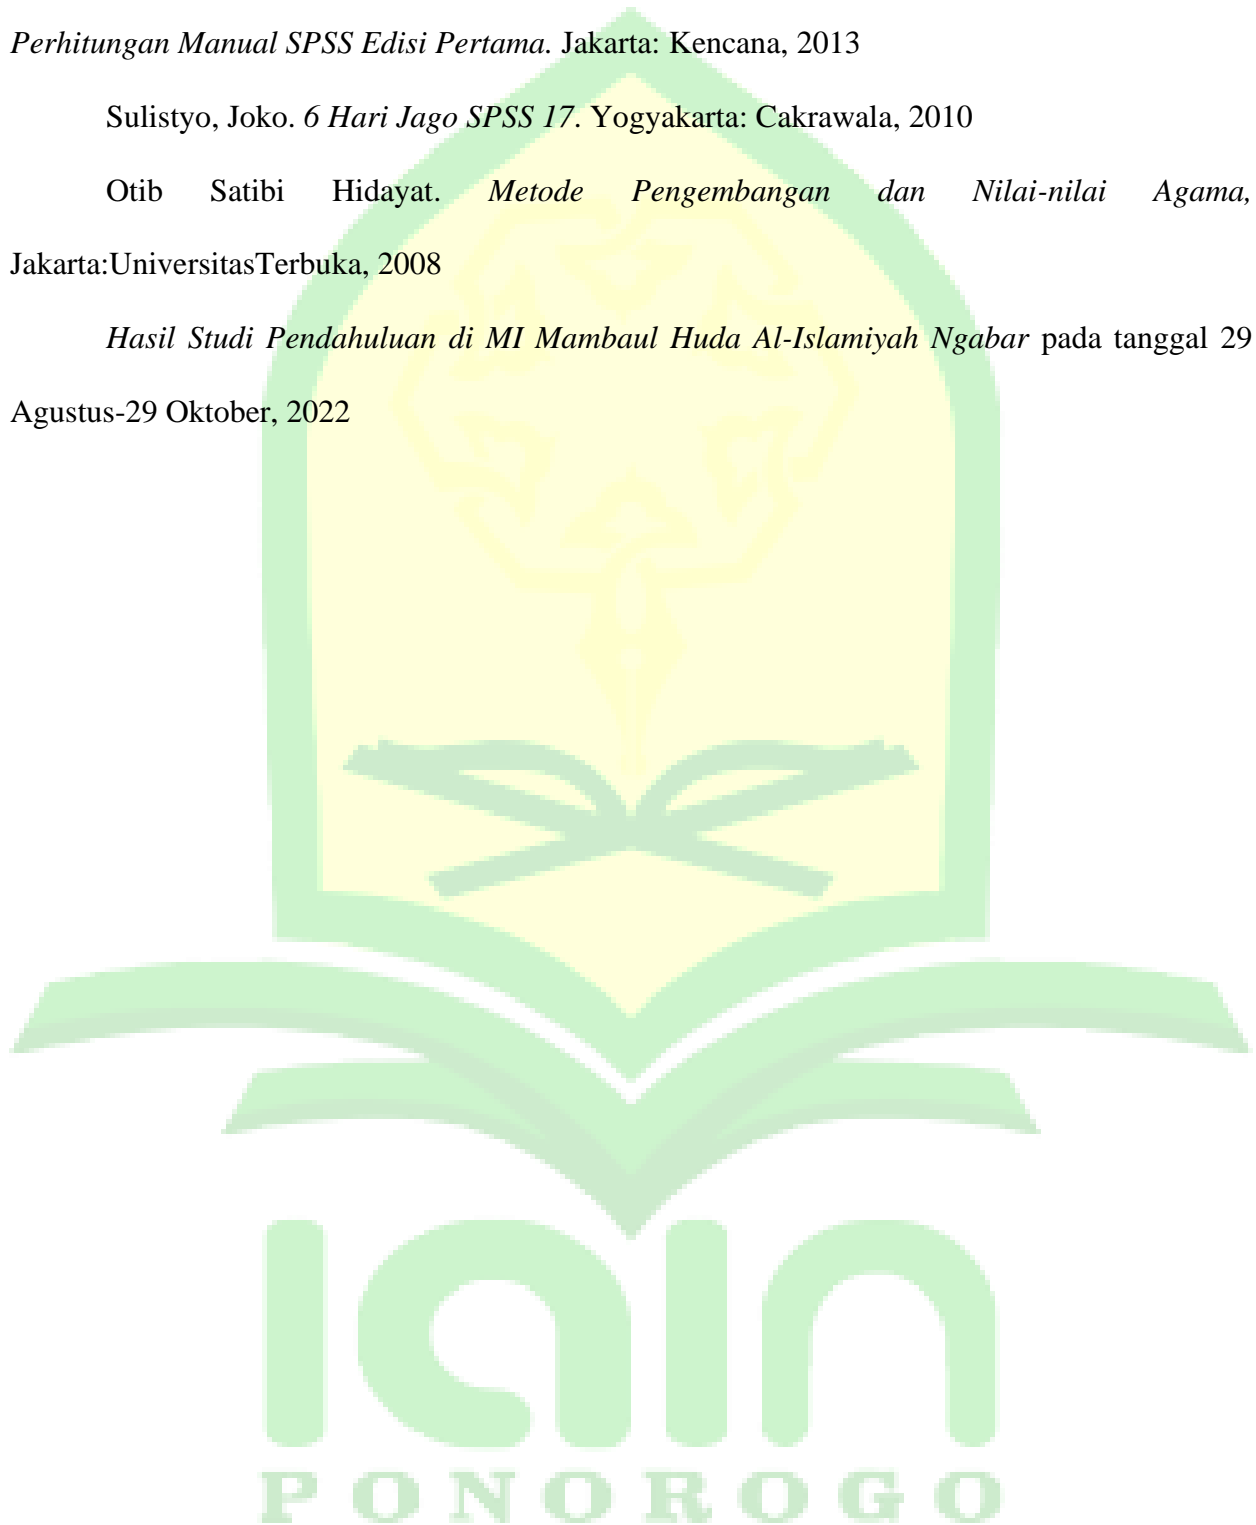 Perhitungan Manual SPSS Edisi Pertama. Jakarta: Kencana, 2013
Sulistyo, Joko. 6 Hari Jago SPSS 17. Yogyakarta: Cakrawala, 2010
Otib Satibi Hidayat. Metode Pengembangan dan Nilai-nilai Agama,
Jakarta:UniversitasTerbuka, 2008
Hasil Studi Pendahuluan di MI Mambaul Huda Al-Islamiyah Ngabar pada tanggal 29
Agustus-29 Oktober, 2022
iain
PONOROGO